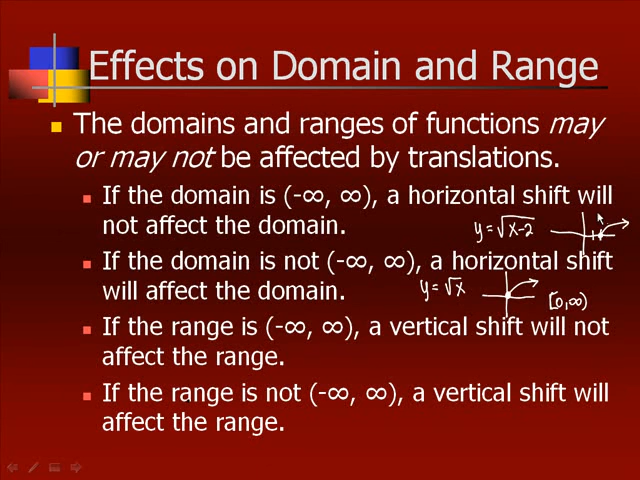 Effects on Domain and Range
The domains and ranges of functions may
or may not be affected by translations.
If the domain is (-∞, ∞), a horizontal shift will
not affect the domain.
y = √x-2
If the domain is not (-∞, ∞), a horizontal shift
will affect the domain.
y = √x
[0,∞)
If the range is (-∞, ∞), a vertical shift will not
affect the range.
If the range is not (-∞, ∞), a vertical shift will
affect the range.